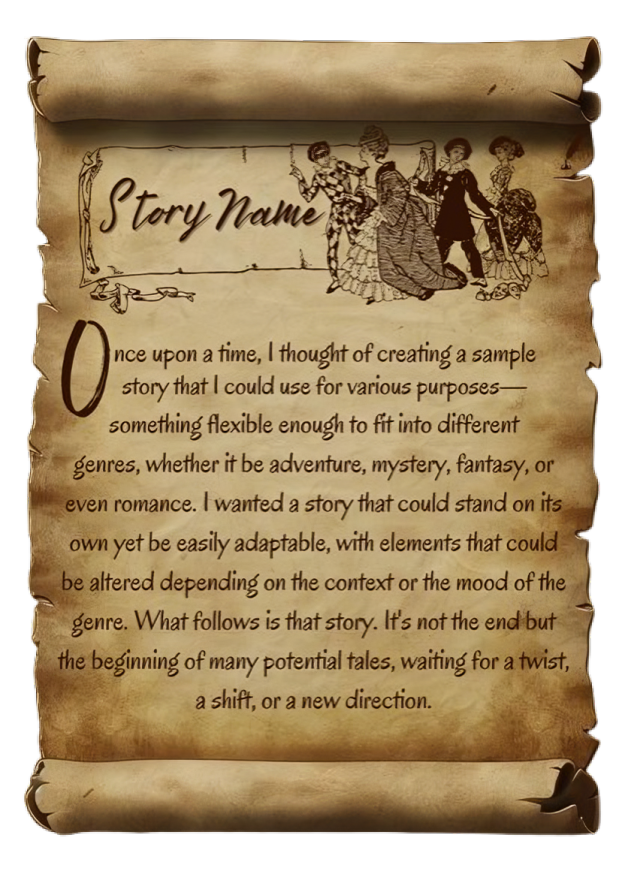 Story Name
Once upon a time, I thought of creating a sample
story that I could use for various purposes—
something flexible enough to fit into different
genres, whether it be adventure, mystery, fantasy, or
even romance. I wanted a story that could stand on its
own yet be easily adaptable, with elements that could
be altered depending on the context or the mood of the
genre. What follows is that story. It's not the end but
the beginning of many potential tales, waiting for a twist,
a shift, or a new direction.